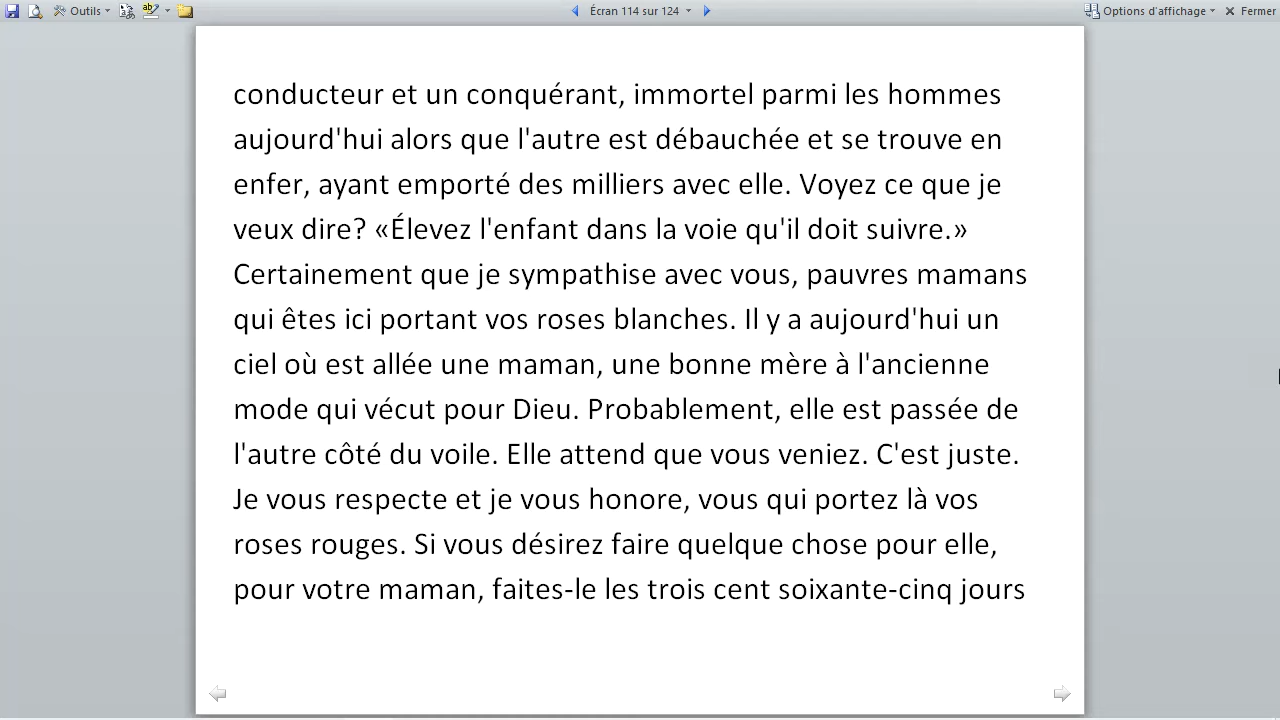 Outils
Écran 114 sur 124
Options d'affichage
Fermer
conducteur et un conquérant, immortel parmi les hommes
aujourd'hui alors que l'autre est débauchée et se trouve en
enfer, ayant emporté des milliers avec elle. Voyez ce que je
veux dire? «Élevez l'enfant dans la voie qu'il doit suivre.»
Certainement que je sympathise avec vous, pauvres mamans
qui êtes ici portant vos roses blanches. Il y a aujourd'hui un
ciel où est allée une maman, une bonne mère à l'ancienne
mode qui vécut pour Dieu. Probablement, elle est passée de
l'autre côté du voile. Elle attend que vous veniez. C'est juste.
Je vous respecte et je vous honore, vous qui portez là vos
roses rouges. Si vous désirez faire quelque chose pour elle,
pour votre maman, faites-le les trois cent soixante-cinq jours